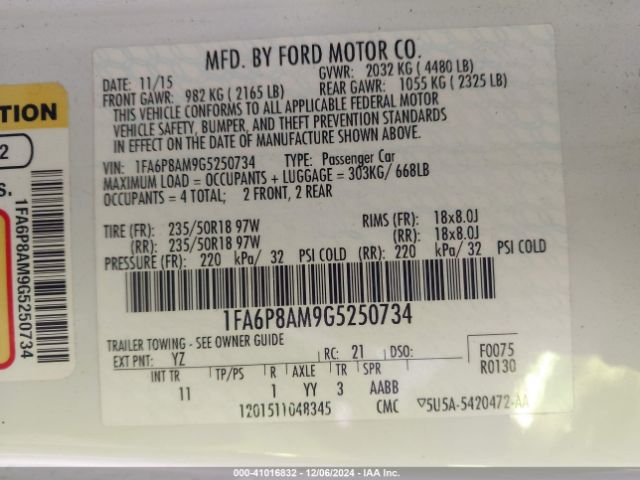 MFD. BY FORD MOTOR CO.
DATE: 11/15 GVWR: 2032 KG ( 4480 LB)
FRONT GAWR: 982 KG ( 2165 LB) REAR GAWR: 1055 KG ( 2325 LB)
THIS VEHICLE CONFORMS TO ALL APPLICABLE FEDERAL MOTOR
VEHICLE SAFETY, BUMPER, AND THEFT PREVENTION STANDARDS
IN EFFECT ON THE DATE OF MANUFACTURE SHOWN ABOVE.
VIN: 1FA6P8AM9G5250734 TYPE: Passenger Car
MAXIMUM LOAD = OCCUPANTS + LUGGAGE = 303KG/ 668LB
OCCUPANTS = 4 TOTAL; 2 FRONT, 2 REAR
TIRE (FR): 235/50R18 97W RIMS (FR): 18x8.0J
(RR): 235/50R18 97W (RR): 18x8.0J
PRESSURE (FR): 220 kPa/ 32 PSI COLD (RR): 220 kPa/ 32 PSI COLD
1FA6P8AM9G5250734
TRAILER TOWING - SEE OWNER GUIDE
EXT PNT: YZ RC: 21 DSO: F0075
R0130
INT TR TP/PS R AXLE TR SPR
11 1 YY 3 AABB
1201511048345 CMC ▽5U5A-5420472-AA
TION
2
S.
1FA6P8AM9G5250734
000-41016832 - 12/06/2024 - IAA Inc.